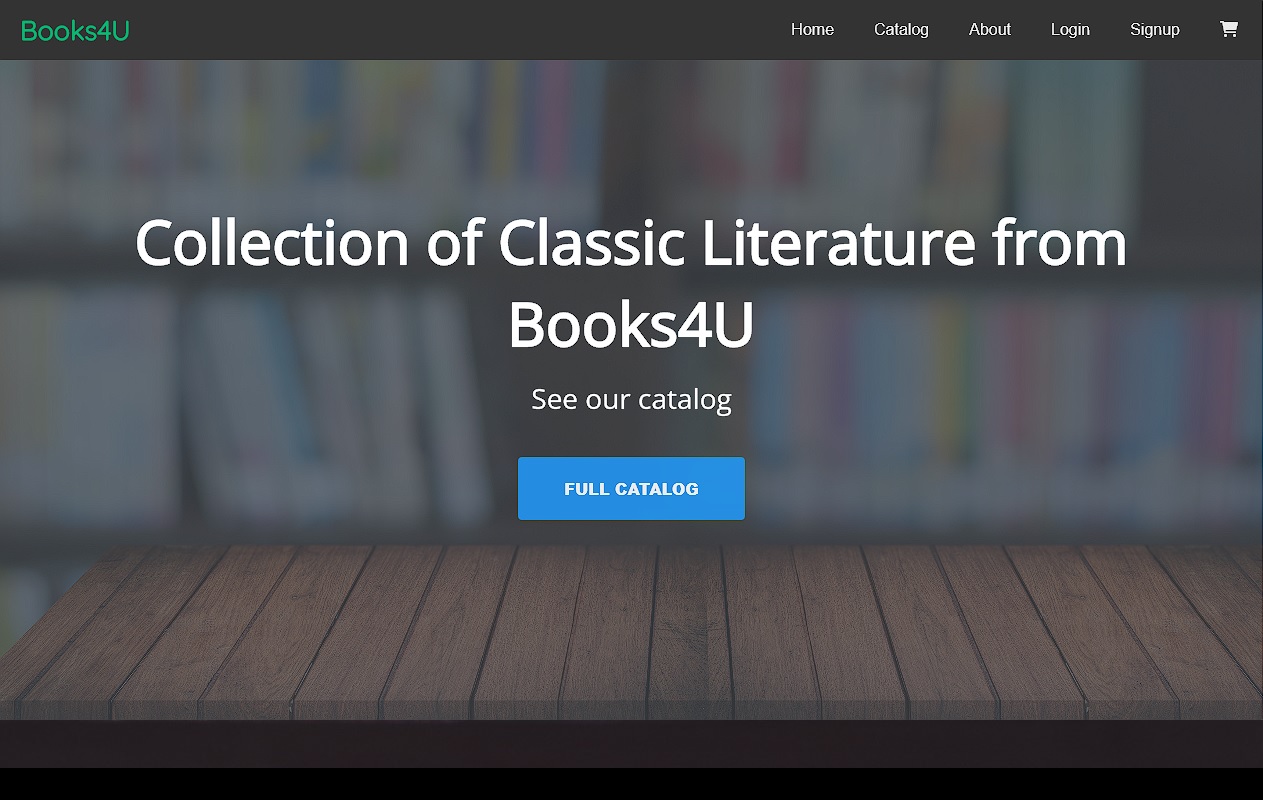 Books4U
Home
Catalog
About
Login
Signup
Collection of Classic Literature from
Books4U
See our catalog
FULL CATALOG